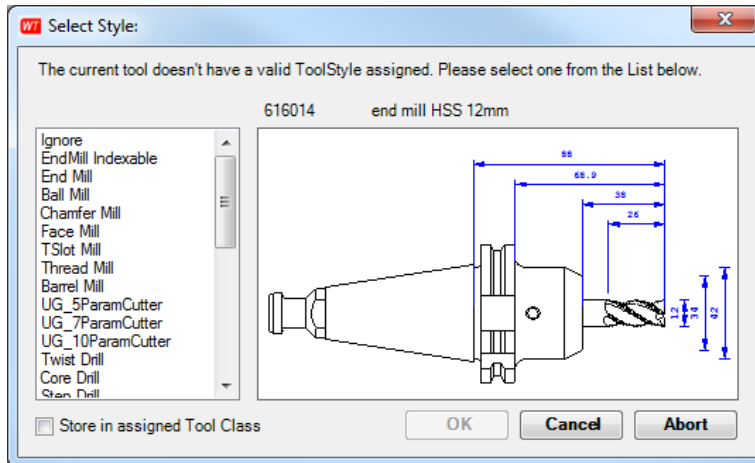 WT Select Style:
The current tool doesn't have a valid ToolStyle assigned. Please select one from the List below.
616014 end mill HSS 12mm
Ignore
EndMill Indexable
End Mill
Ball Mill
Chamfer Mill
Face Mill
TSlot Mill
Thread Mill
Barrel Mill
UG_5ParamCutter
UG_7ParamCutter
UG_10ParamCutter
Twist Drill
Core Drill
Step Drill
88
68.9
38
26
12
34
42
Store in assigned Tool Class
OK Cancel Abort